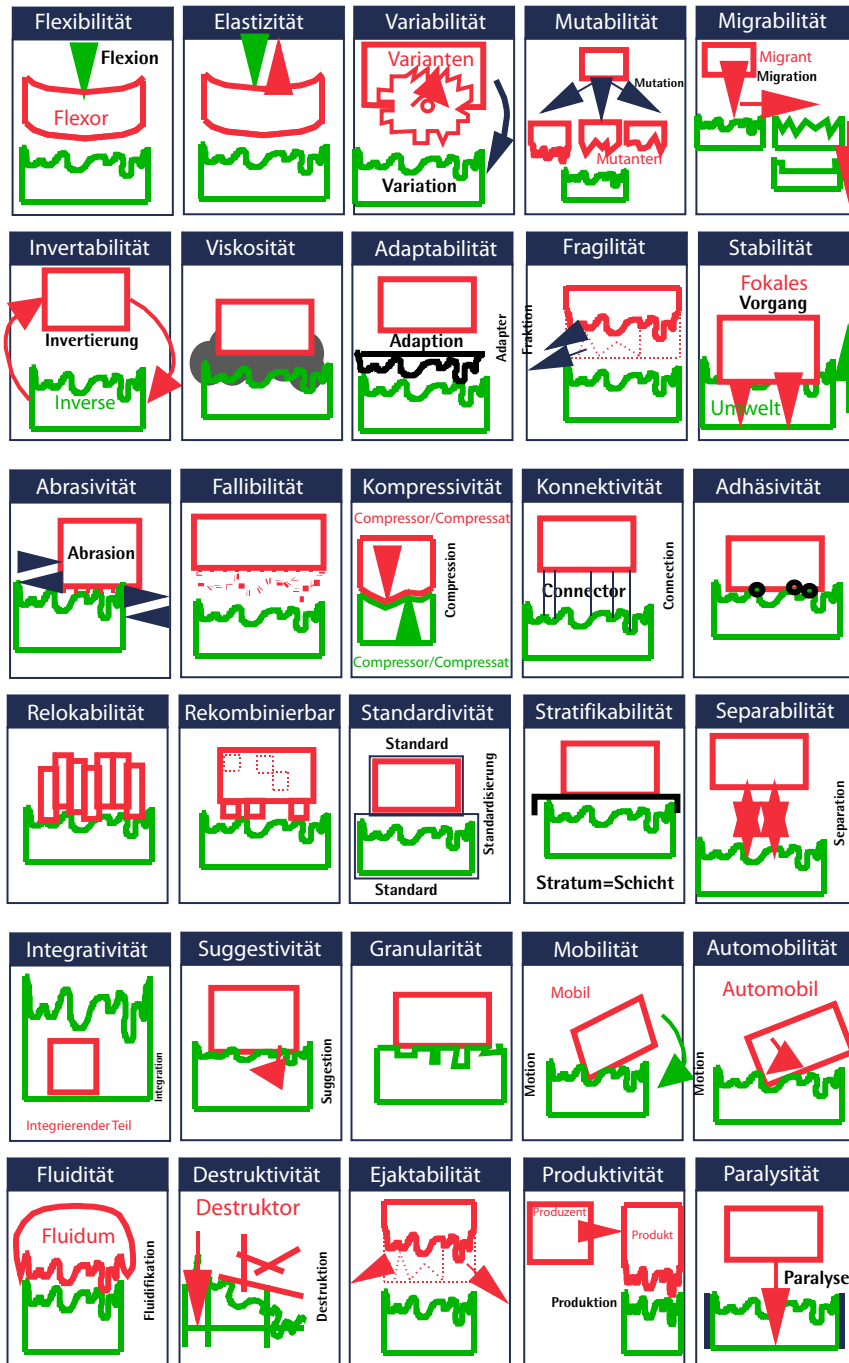 Flexibilität
Elastizität
Variabilität
Mutabilität
Migrabilität
Flexion
Flexor
Varianten
Variation
Mutation
Mutanten
Migrant
Migration
Invertabilität
Viskosität
Adaptabilität
Fragilität
Stabilität
Invertierung
Inverse
Adaption
Adapter
Fraktion
Fokales
Vorgang
Umwelt
Abrasivität
Fallibilität
Kompressivität
Konnektivität
Adhäsivität
Abrasion
Compressor/Compressat
Compression
Compressor/Compressat
Connector
Connection
Relokabilität
Rekombinierbar
Standardivität
Stratifikabilität
Separabilität
Standard
Standardisierung
Standard
Stratum=Schicht
Separation
Integrativität
Suggestivität
Granularität
Mobilität
Automobilität
Integration
Integrierender Teil
Suggestion
Mobil
Motion
Automobil
Motion
Fluidität
Destruktivität
Ejaktabilität
Produktivität
Paralysität
Fluidum
Fluidifikation
Destruktor
Destruktion
Produzent
Produkt
Produktion
Paralyse